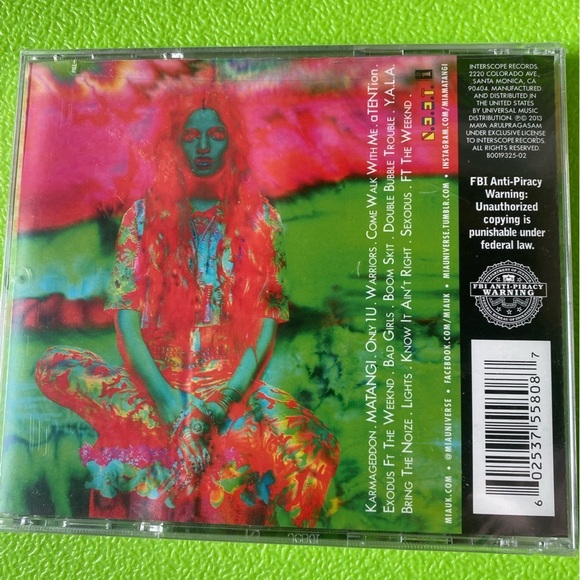 Karmageddon . MATANGI . Only 1U . Warriors . Come Walk With Me . aTENTion .
Exodus Ft The Weeknd . Bad Girls . Boom Skit . Double Bubble Trouble . Y.A.L.A.
Bring The Noize . Lights . Know It Ain't Right . Sexodus . FT The Weeknd .
MIAUK.COM • @MIAUNIVERSE • FACEBOOK.COM/MIAUK • MIAUNIVERSE.TUMBLR.COM • INSTAGRAM.COM/MIAMATANGI
INTERSCOPE RECORDS.
2220 COLORADO AVE.,
SANTA MONICA, CA
90404. MANUFACTURED
AND DISTRIBUTED IN
THE UNITED STATES
BY UNIVERSAL MUSIC
DISTRIBUTION. ℗© 2013
MAYA ARULPRAGASAM
UNDER EXCLUSIVE LICENSE
TO INTERSCOPE RECORDS.
ALL RIGHTS RESERVED
B0019325-02
FBI Anti-Piracy
Warning:
Unauthorized
copying is
punishable under
federal law.
FBI ANTI-PIRACY
WARNING
6 02537 55808 7